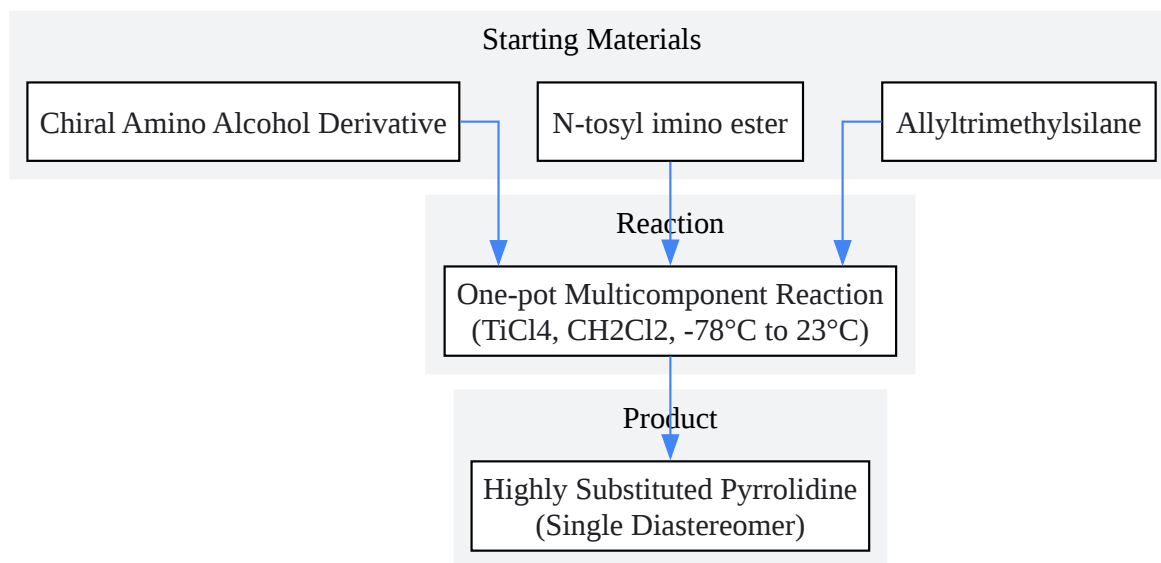 Starting Materials
Chiral Amino Alcohol Derivative
N-tosyl imino ester
Allyltrimethylsilane
Reaction
One-pot Multicomponent Reaction
(TiCl4, CH2Cl2, -78°C to 23°C)
Product
Highly Substituted Pyrrolidine
(Single Diastereomer)